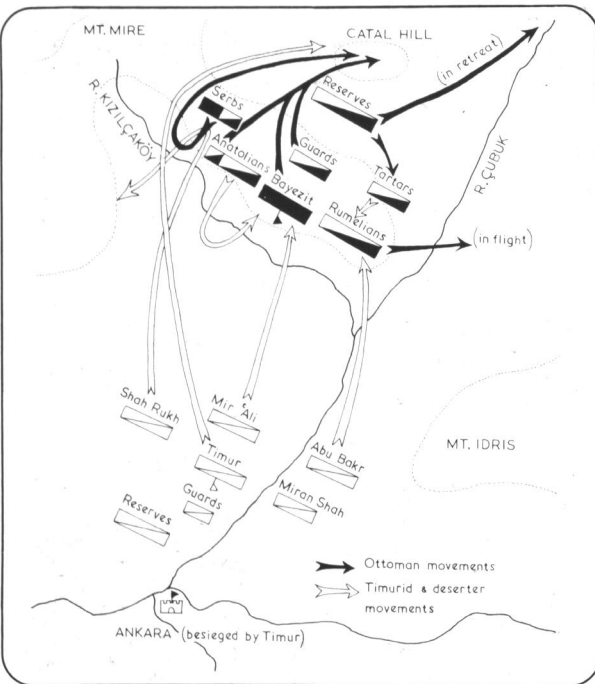 MT. MIRE
CATAL HILL
(in retreat)
R. KIZILÇAKÖY
Serbs
Reserves
R. ÇUBUK
Anatolians
Guards
Bayezit
Tartars
Rumelians
(in flight)
Shah Rukh
Mir ‘Ali
Timur
Abu Bakr
MT. IDRIS
Guards
Miran Shah
Reserves
Ottoman movements
Timurid & deserter
movements
ANKARA (besieged by Timur)